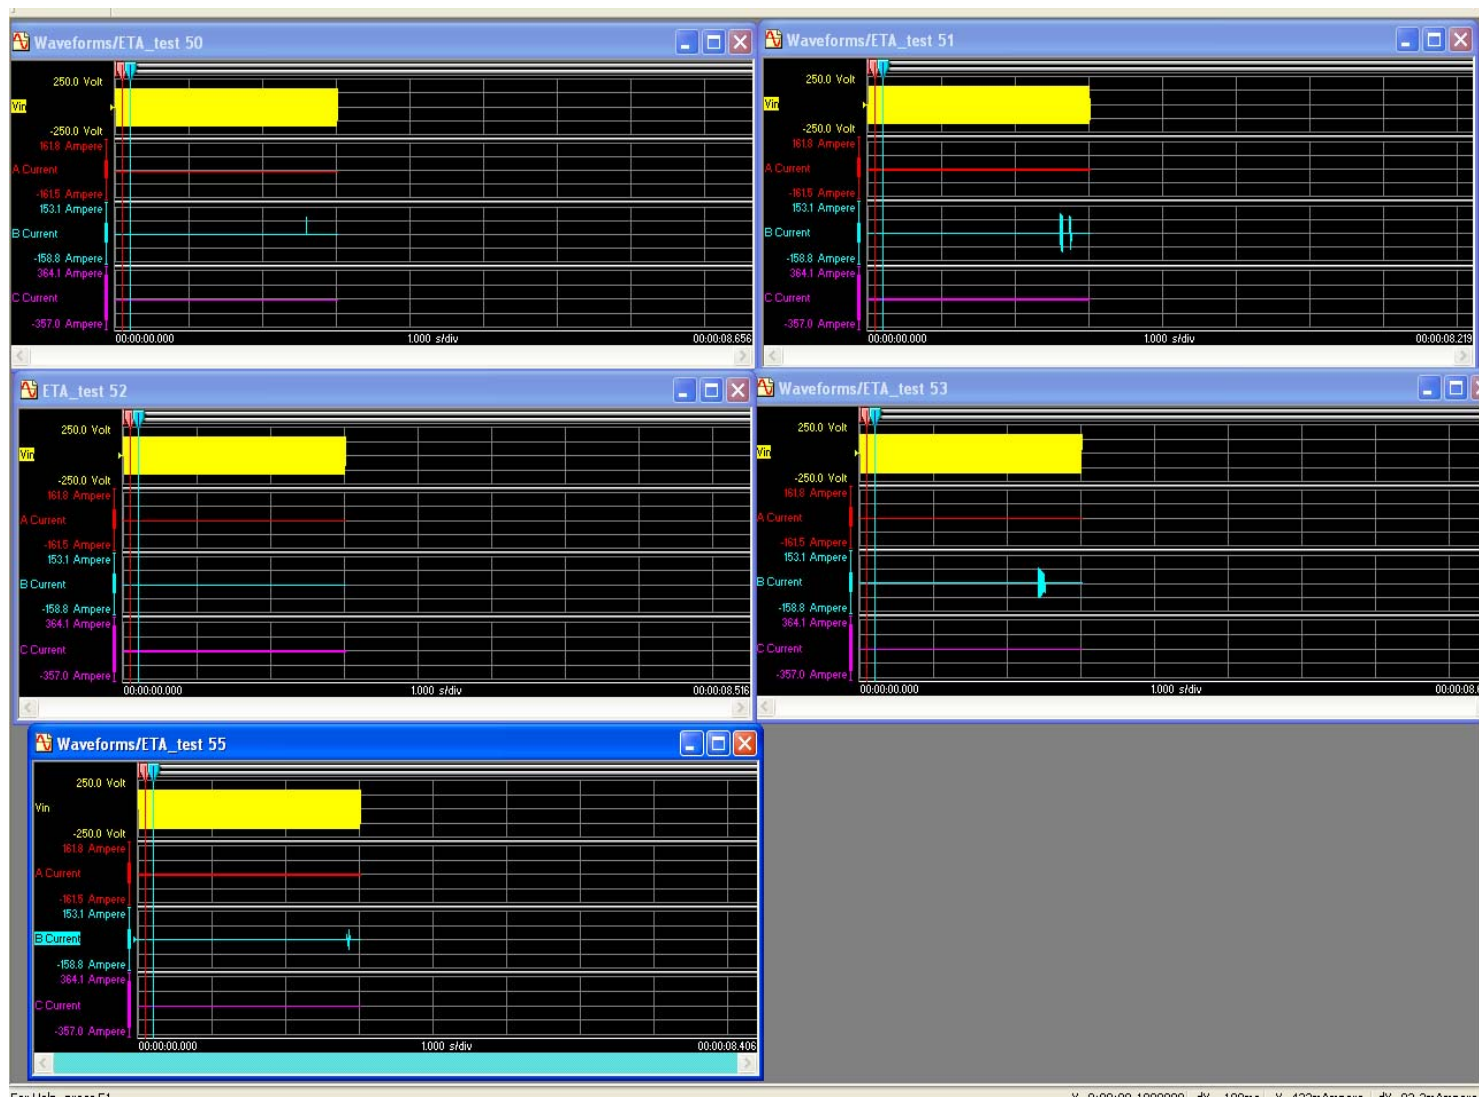 Waveforms/ETA_test 50
250.0 Volt
Vin
-250.0 Volt
161.8 Ampere
A Current
-161.5 Ampere
153.1 Ampere
B Current
-158.8 Ampere
364.1 Ampere
C Current
-357.0 Ampere
00:00:00.000 1.000 s/div 00:00:08.656
Waveforms/ETA_test 51
250.0 Volt
Vin
-250.0 Volt
161.8 Ampere
A Current
-161.5 Ampere
153.1 Ampere
B Current
-158.8 Ampere
364.1 Ampere
C Current
-357.0 Ampere
00:00:00.000 1.000 s/div 00:00:08.219
ETA_test 52
250.0 Volt
Vin
-250.0 Volt
161.8 Ampere
A Current
-161.5 Ampere
153.1 Ampere
B Current
-158.8 Ampere
364.1 Ampere
C Current
-357.0 Ampere
00:00:00.000 1.000 s/div 00:00:08.516
Waveforms/ETA_test 53
250.0 Volt
Vin
-250.0 Volt
161.8 Ampere
A Current
-161.5 Ampere
153.1 Ampere
B Current
-158.8 Ampere
364.1 Ampere
C Current
-357.0 Ampere
00:00:00.000 1.000 s/div
Waveforms/ETA_test 55
250.0 Volt
Vin
-250.0 Volt
161.8 Ampere
A Current
-161.5 Ampere
153.1 Ampere
B Current
-158.8 Ampere
364.1 Ampere
C Current
-357.0 Ampere
00:00:00.000 1.000 s/div 00:00:08.406